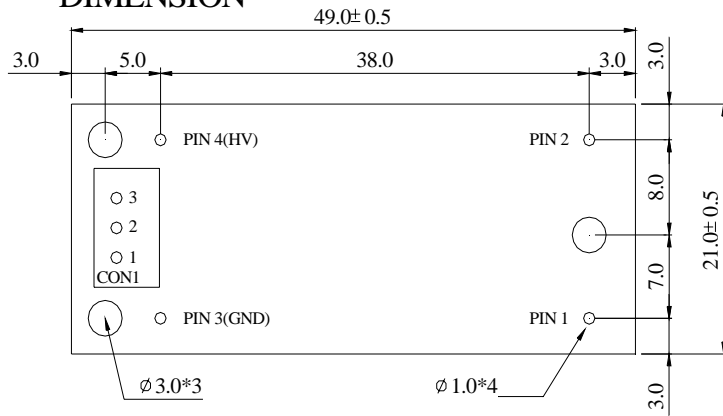 DIMENSION
49.0± 0.5
3.0
5.0
38.0
3.0
3.0
PIN 4(HV)
PIN 2
8.0
21.0± 0.5
3
2
1
CON1
7.0
PIN 3(GND)
PIN 1
⌀3.0*3
⌀1.0*4
3.0